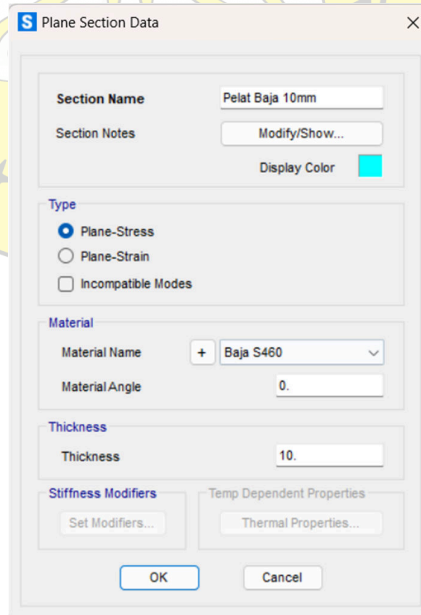 S Plane Section Data
Section Name Pelat Baja 10mm
Section Notes Modify/Show...
Display Color
Type
Plane-Stress
Plane-Strain
Incompatible Modes
Material
Material Name + Baja S460
Material Angle 0.
Thickness
Thickness 10.
Stiffness Modifiers Temp Dependent Properties
Set Modifiers... Thermal Properties...
OK Cancel